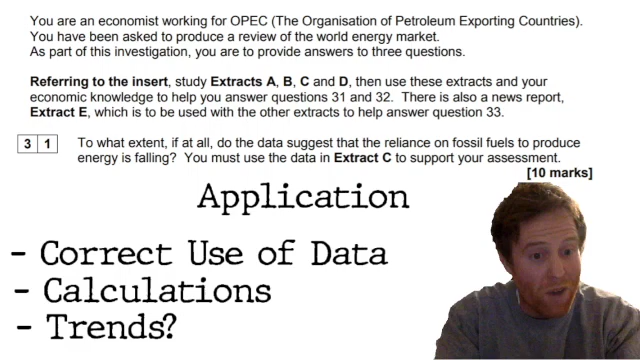 You are an economist working for OPEC (The Organisation of Petroleum Exporting Countries).
You have been asked to produce a review of the world energy market.
As part of this investigation, you are to provide answers to three questions.
Referring to the insert, study Extracts A, B, C and D, then use these extracts and your
economic knowledge to help you answer questions 31 and 32. There is also a news report,
Extract E, which is to be used with the other extracts to help answer question 33.
3 1 To what extent, if at all, do the data suggest that the reliance on fossil fuels to produce
energy is falling? You must use the data in Extract C to support your assessment.
[10 marks]
Application
- Correct Use of Data
- Calculations
- Trends?